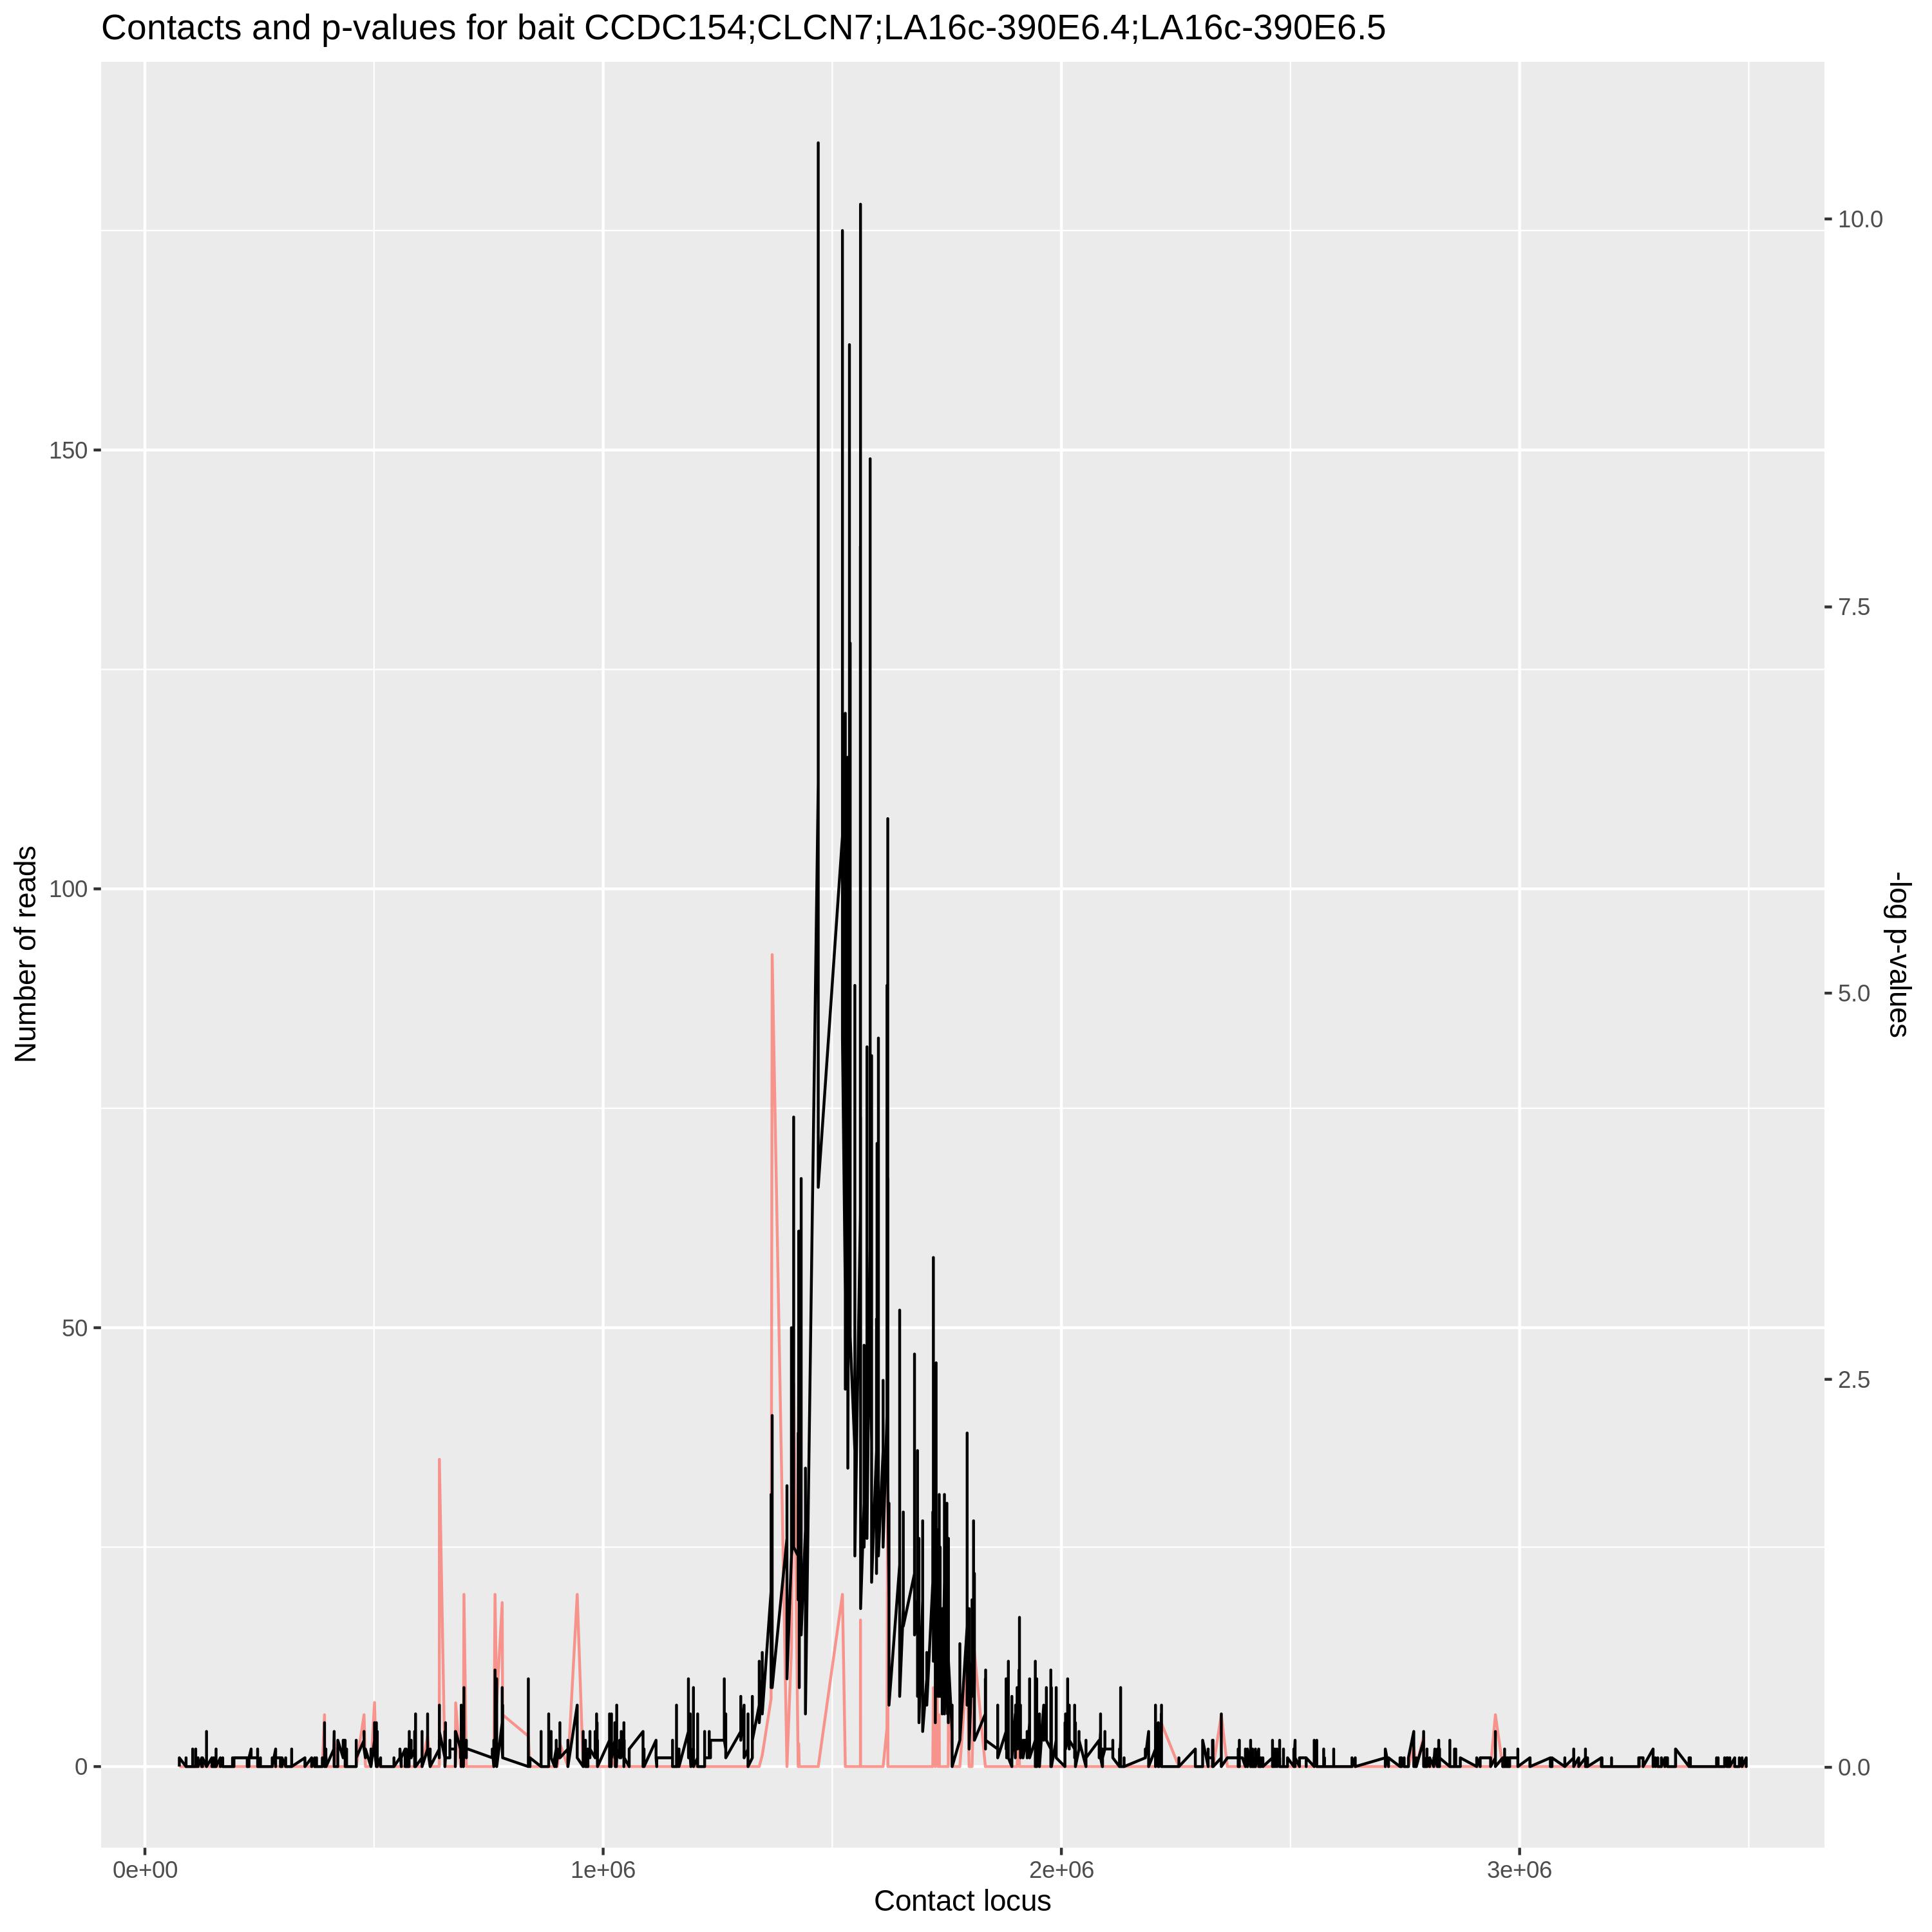 Contacts and p-values for bait CCDC154;CLCN7;LA16c-390E6.4;LA16c-390E6.5
Number of reads
150
100
50
0
10.0
7.5
5.0
2.5
0.0
-log p-values
0e+00
1e+06
2e+06
3e+06
Contact locus